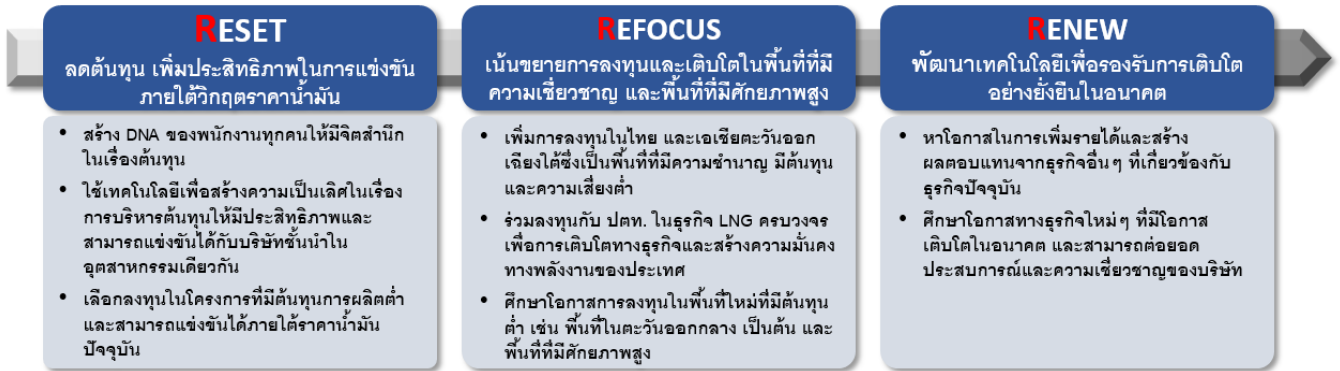 RESET
ลดต้นทุน เพิ่มประสิทธิภาพในการแข่งขัน
ภายใต้วิกฤตราคาน้ำมัน
• สร้าง DNA ของพนักงานทุกคนให้มีจิตสำนึก
ในเรื่องต้นทุน
• ใช้เทคโนโลยีเพื่อสร้างความเป็นเลิศในเรื่อง
การบริหารต้นทุนให้มีประสิทธิภาพและ
สามารถแข่งขันได้กับบริษัทชั้นนำใน
อุตสาหกรรมเดียวกัน
• เลือกลงทุนในโครงการที่มีต้นทุนการผลิตต่ำ
และสามารถแข่งขันได้ภายใต้ราคาน้ำมัน
ปัจจุบัน
REFOCUS
เน้นขยายการลงทุนและเติบโตในพื้นที่ที่มี
ความเชี่ยวชาญ และพื้นที่ที่มีศักยภาพสูง
• เพิ่มการลงทุนในไทย และเอเชียตะวันออก
เฉียงใต้ซึ่งเป็นพื้นที่ที่มีความชำนาญ มีต้นทุน
และความเสี่ยงต่ำ
• ร่วมลงทุนกับ ปตท. ในธุรกิจ LNG ครบวงจร
เพื่อการเติบโตทางธุรกิจและสร้างความมั่นคง
ทางพลังงานของประเทศ
• ศึกษาโอกาสการลงทุนในพื้นที่ใหม่ที่มีต้นทุน
ต่ำ เช่น พื้นที่ในตะวันออกกลาง เป็นต้น และ
พื้นที่ที่มีศักยภาพสูง
RENEW
พัฒนาเทคโนโลยีเพื่อรองรับการเติบโต
อย่างยั่งยืนในอนาคต
• หาโอกาสในการเพิ่มรายได้และสร้าง
ผลตอบแทนจากธุรกิจอื่นๆ ที่เกี่ยวข้องกับ
ธุรกิจปัจจุบัน
• ศึกษาโอกาสทางธุรกิจใหม่ๆ ที่มีโอกาส
เติบโตในอนาคต และสามารถต่อยอด
ประสบการณ์และความเชี่ยวชาญของบริษัท